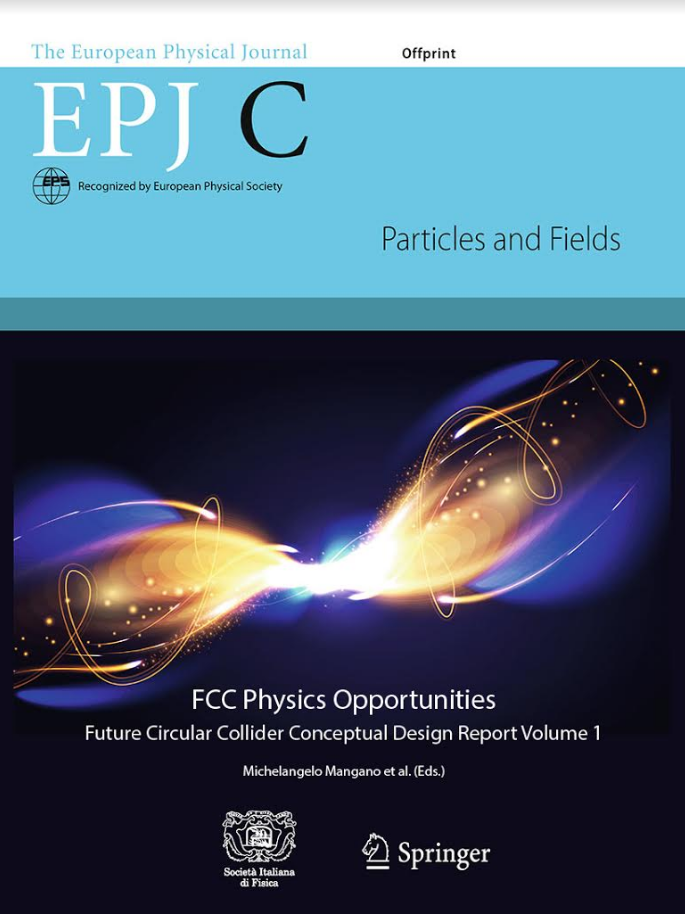 The European Physical Journal
Offprint
EPJ C
EPS
Recognized by European Physical Society
Particles and Fields
FCC Physics Opportunities
Future Circular Collider Conceptual Design Report Volume 1
Michelangelo Mangano et al. (Eds.)
Società Italiana
di Fisica
Springer